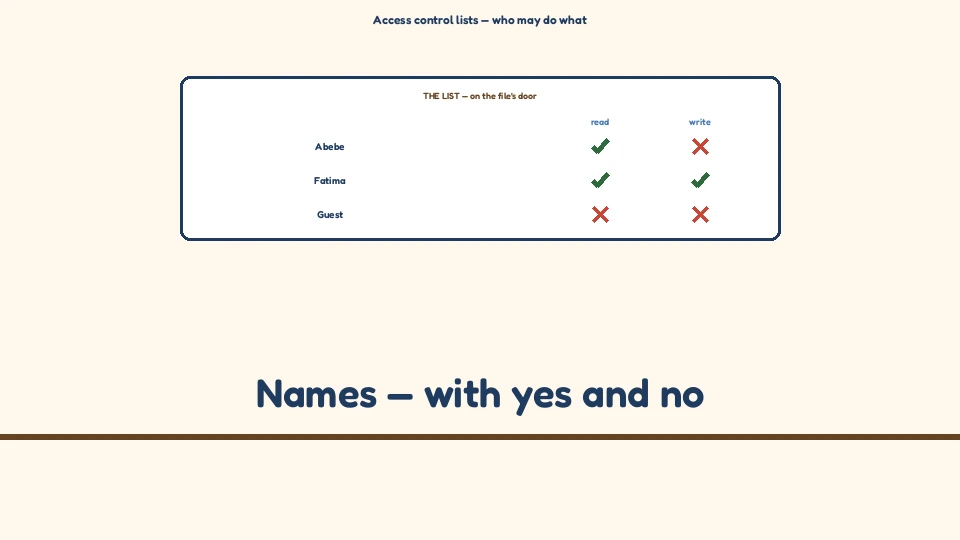 Access control lists — who may do what
THE LIST — on the file's door
read write
Abebe
Fatima
Guest
Names — with yes and no